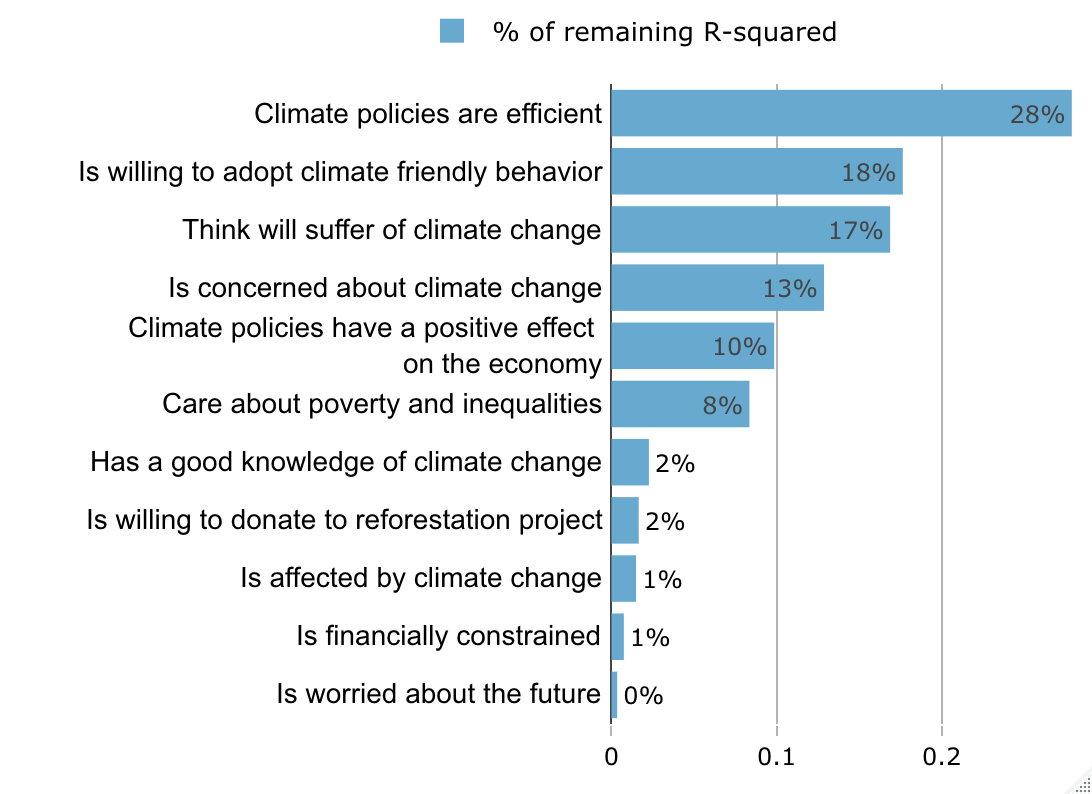 % of remaining R-squared
Climate policies are efficient 28%
Is willing to adopt climate friendly behavior 18%
Think will suffer of climate change 17%
Is concerned about climate change 13%
Climate policies have a positive effect
on the economy 10%
Care about poverty and inequalities 8%
Has a good knowledge of climate change 2%
Is willing to donate to reforestation project 2%
Is affected by climate change 1%
Is financially constrained 1%
Is worried about the future 0%
0 0.1 0.2